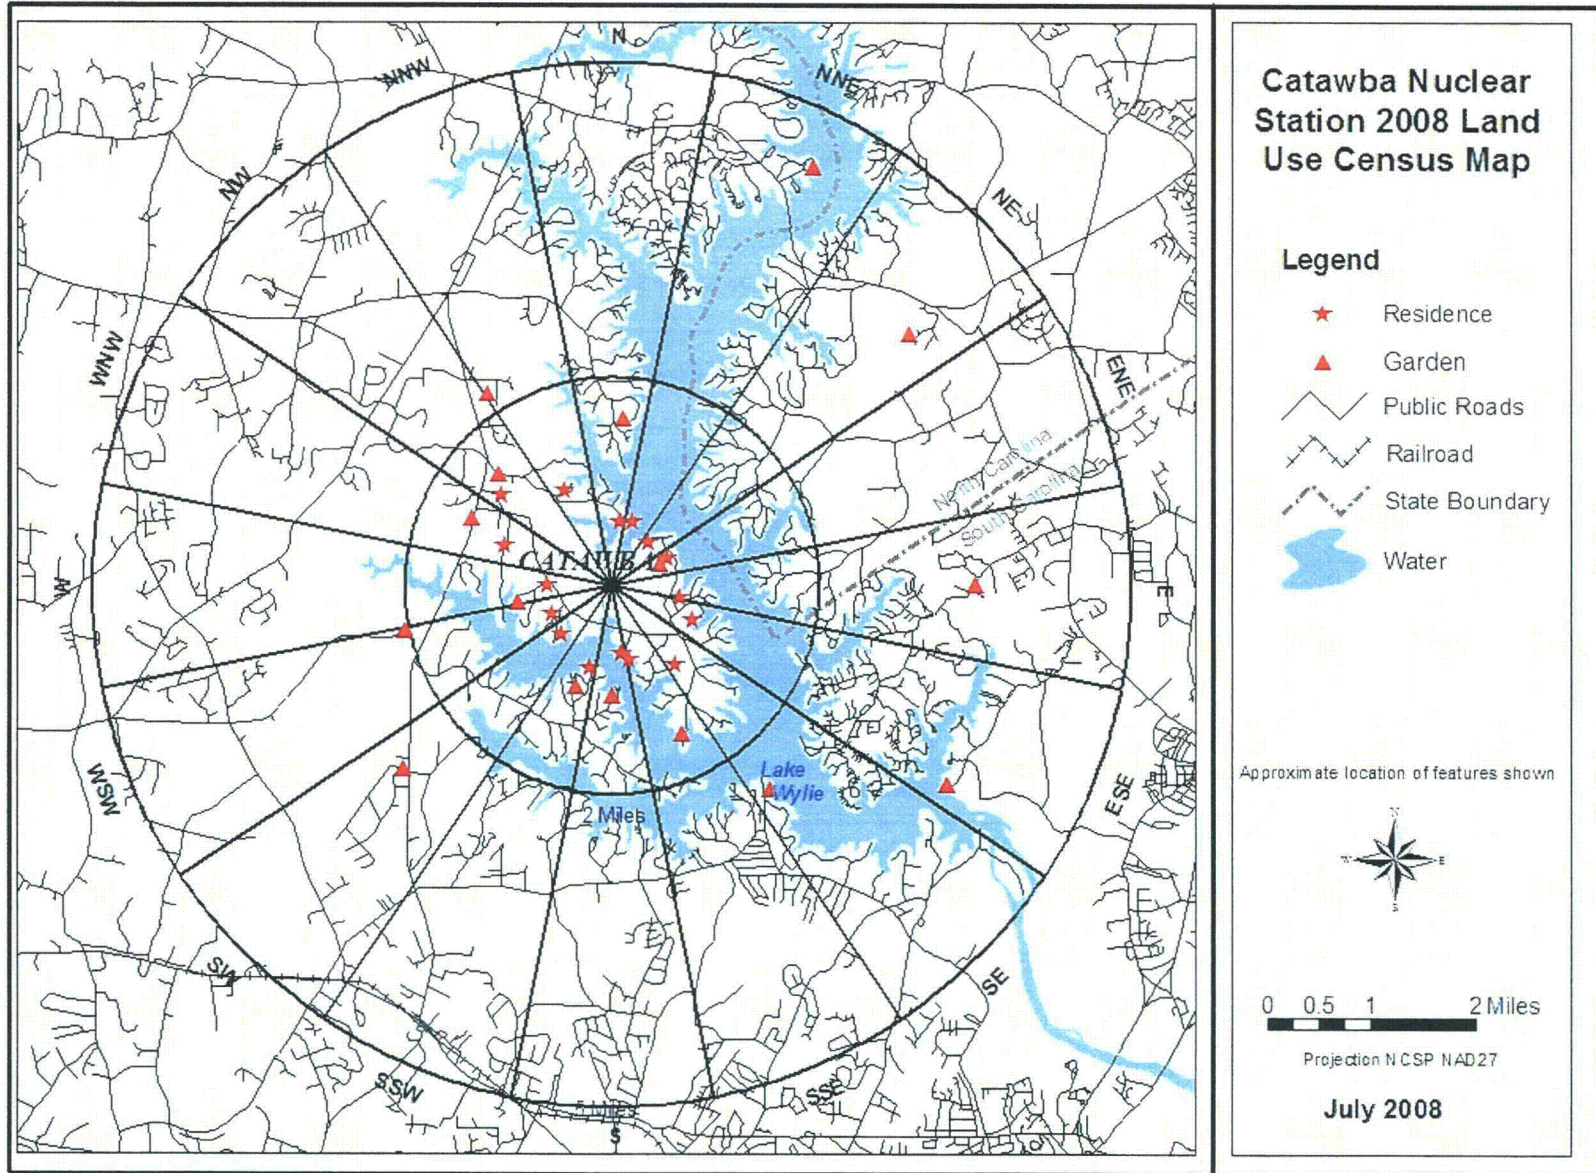 Catawba Nuclear
Station 2008 Land
Use Census Map
Legend
Residence
Garden
Public Roads
Railroad
State Boundary
Water
Approximate location of features shown
N
W
E
S
0 0.5 1 2 Miles
Projection NCSP NAD27
July 2008
N
NNW
NNE
NW
NE
WNW
ENE
North Carolina
South Carolina
CATAWBA
W
E
Lake
Wylie
2 Miles
WSW
ESE
SW
SE
SSW
SSE
5 Miles
S